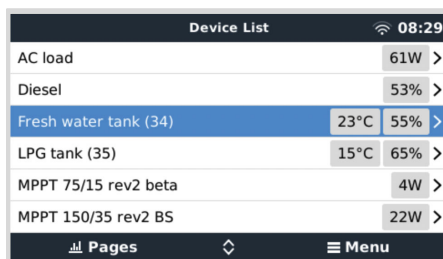 Device List 08:29
AC load 61W
Diesel 53%
Fresh water tank (34) 23°C 55%
LPG tank (35) 15°C 65%
MPPT 75/15 rev2 beta 4W
MPPT 150/35 rev2 BS 22W
Pages Menu